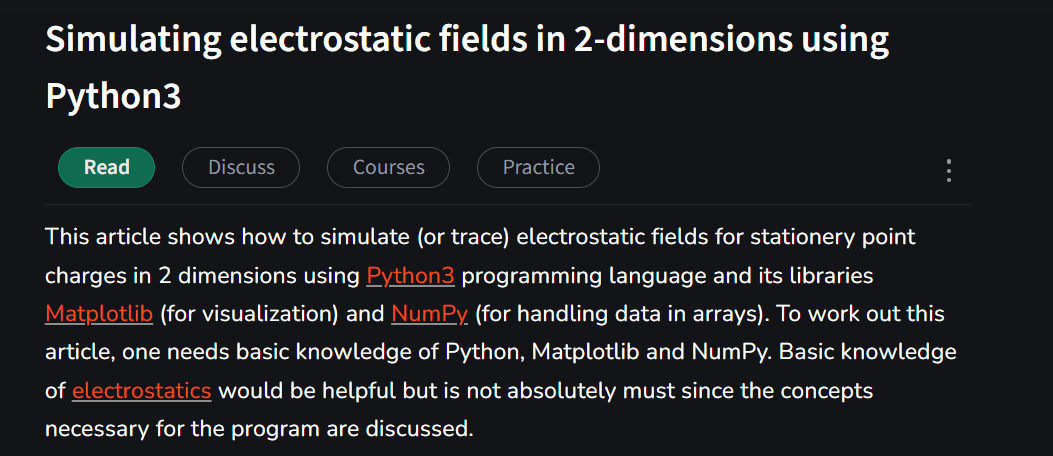 Simulating electrostatic fields in 2-dimensions using
Python3
Read Discuss Courses Practice
This article shows how to simulate (or trace) electrostatic fields for stationery point
charges in 2 dimensions using Python3 programming language and its libraries
Matplotlib (for visualization) and NumPy (for handling data in arrays). To work out this
article, one needs basic knowledge of Python, Matplotlib and NumPy. Basic knowledge
of electrostatics would be helpful but is not absolutely must since the concepts
necessary for the program are discussed.